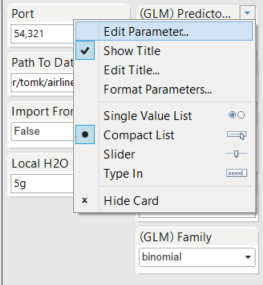 Port
(GLM) Predicto...
54,321
Edit Parameter...
Show Title
Path To Dat
Edit Title...
r/tomk/airline
Format Parameters...
Import Fron
Single Value List
False
Compact List
Slider
Local H2O
Type In
5g
x Hide Card
(GLM) Family
binomial